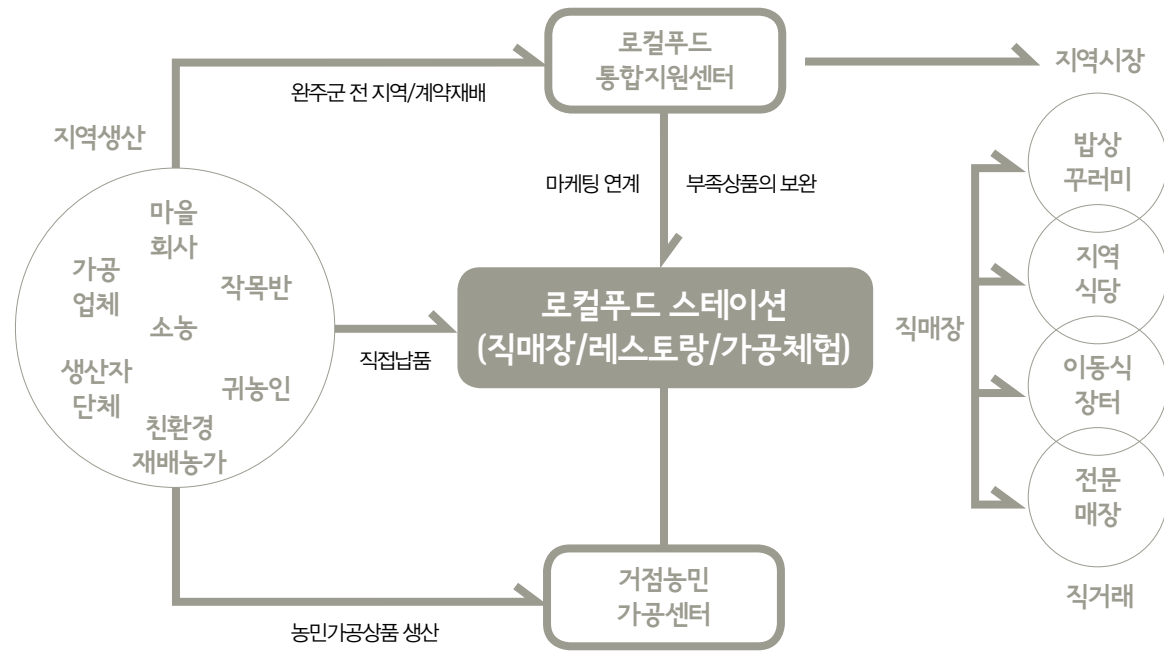 로컬푸드
통합지원센터
지역시장
완주군 전 지역/계약재배
지역생산
마케팅 연계
부족상품의 보완
마을
회사
가공
업체
작목반
소농
생산자
단체
귀농인
친환경
재배농가
직접납품
로컬푸드 스테이션
(직매장/레스토랑/가공체험)
직매장
밥상
꾸러미
지역
식당
이동식
장터
전문
매장
직거래
거점농민
가공센터
농민가공상품 생산